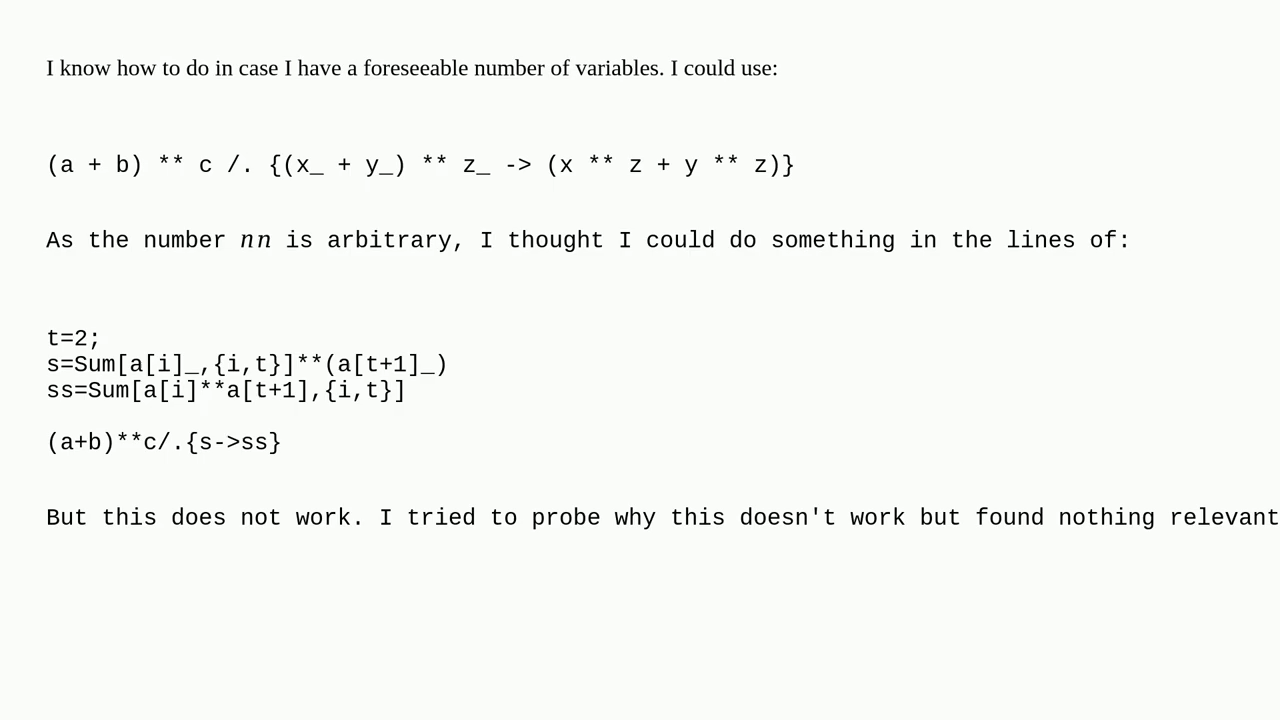 I know how to do in case I have a foreseeable number of variables. I could use:
(a + b) ** c /. {(x_ + y_) ** z_ -> (x ** z + y ** z)}
As the number nn is arbitrary, I thought I could do something in the lines of:
t=2;
s=Sum[a[i]_,{i,t}]**(a[t+1]_)
ss=Sum[a[i]**a[t+1],{i,t}]
(a+b)**c/.{s->ss}
But this does not work. I tried to probe why this doesn't work but found nothing relevant